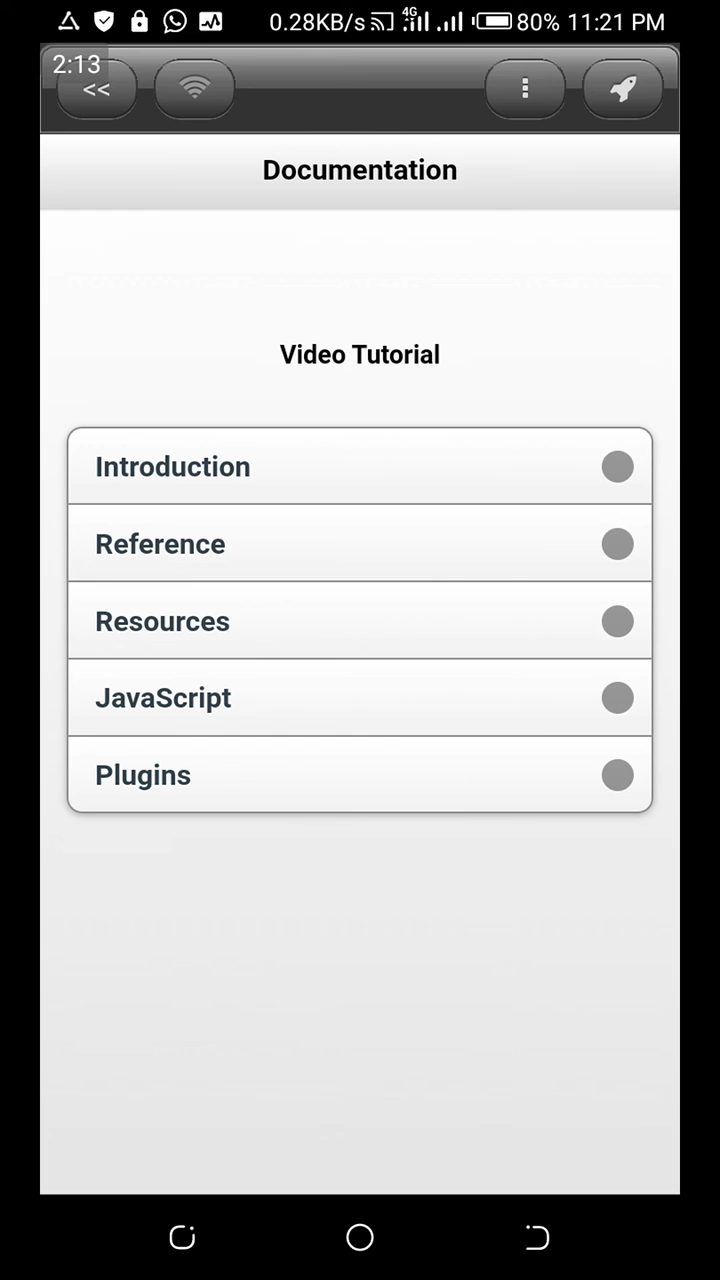 0.28KB/s 4G 80% 11:21 PM
2:13
<<
Documentation
Video Tutorial
Introduction
Reference
Resources
JavaScript
Plugins